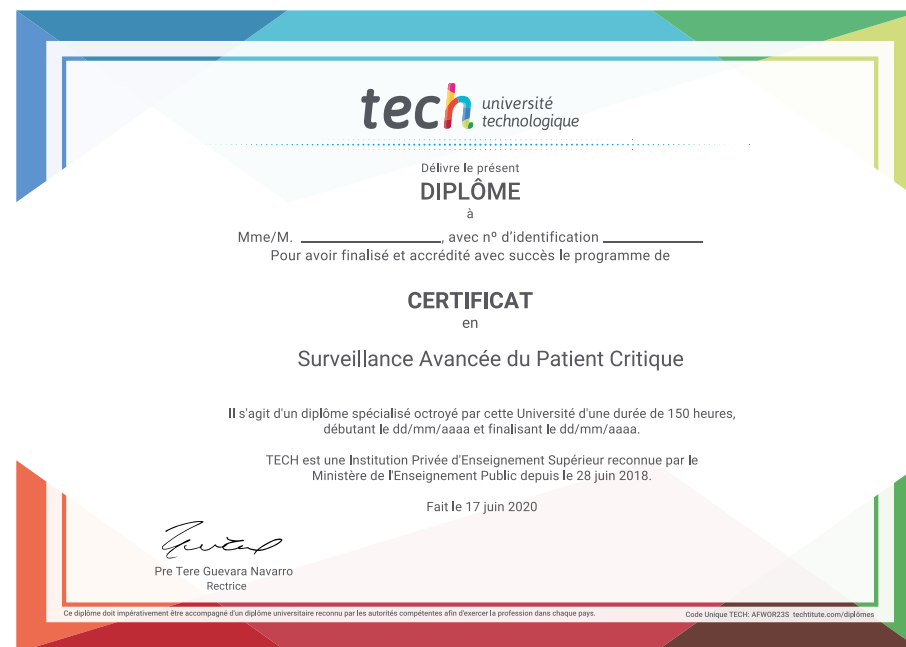 tech université
technologique
Délivre le présent
DIPLÔME
à
Mme/M. ____________________, avec nº d'identification ______________
Pour avoir finalisé et accrédité avec succès le programme de
CERTIFICAT
en
Surveillance Avancée du Patient Critique
Il s'agit d'un diplôme spécialisé octroyé par cette Université d'une durée de 150 heures,
débutant le dd/mm/aaaa et finalisant le dd/mm/aaaa.
TECH est une Institution Privée d'Enseignement Supérieur reconnue par le
Ministère de l'Enseignement Public depuis le 28 juin 2018.
Fait le 17 juin 2020
Pre Tere Guevara Navarro
Rectrice
Ce diplôme doit impérativement être accompagné d'un diplôme universitaire reconnu par les autorités compétentes afin d'exercer la profession dans chaque pays.
Code Unique TECH: AFWOR23S techtitute.com/diplômes